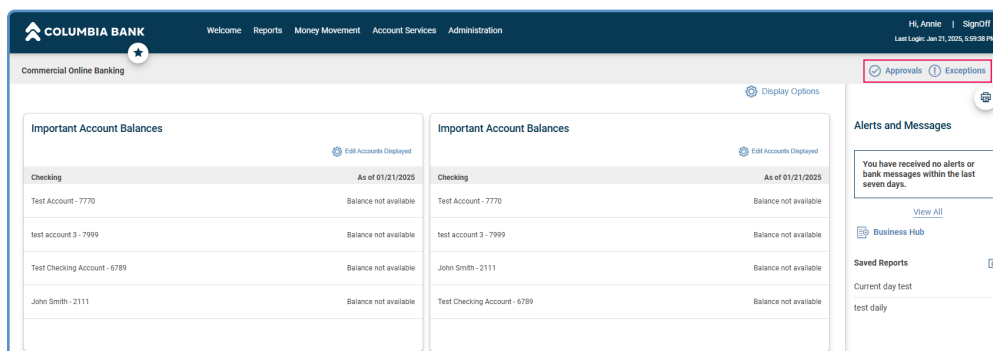 COLUMBIA BANK
Welcome Reports Money Movement Account Services Administration
Hi, Annie | SignOff
Last Login: Jan 21, 2025, 5:59:38 PM
Commercial Online Banking
Approvals Exceptions
Display Options
Important Account Balances
Edit Accounts Displayed
Checking As of 01/21/2025
Test Account - 7770 Balance not available
test account 3 - 7999 Balance not available
Test Checking Account - 6789 Balance not available
John Smith - 2111 Balance not available
Important Account Balances
Edit Accounts Displayed
Checking As of 01/21/2025
Test Account - 7770 Balance not available
test account 3 - 7999 Balance not available
John Smith - 2111 Balance not available
Test Checking Account - 6789 Balance not available
Alerts and Messages
You have received no alerts or
bank messages within the last
seven days.
View All
Business Hub
Saved Reports
Current day test
test daily